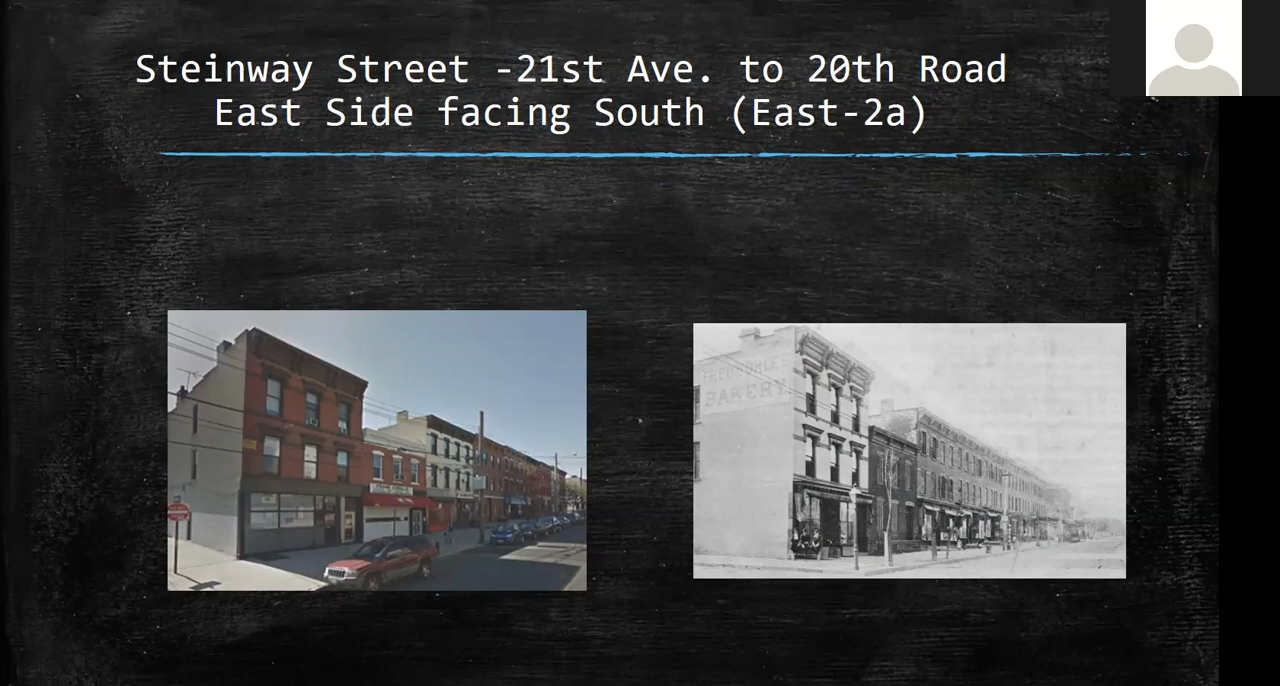 Steinway Street -21st Ave. to 20th Road
East Side facing South (East-2a)
BAKERY